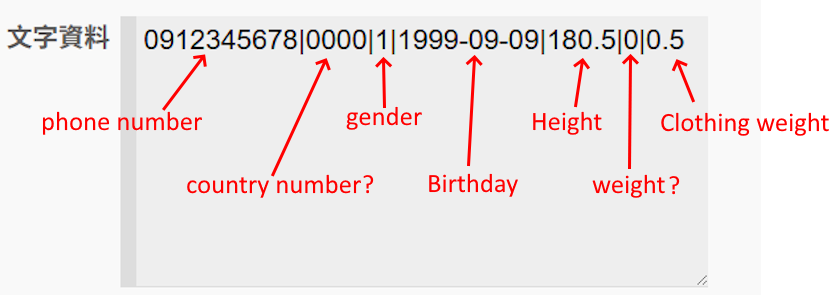 文字資料
0912345678|0000|1|1999-09-09|180.5|0|0.5
phone number
gender
Height
Clothing weight
country number?
Birthday
weight?